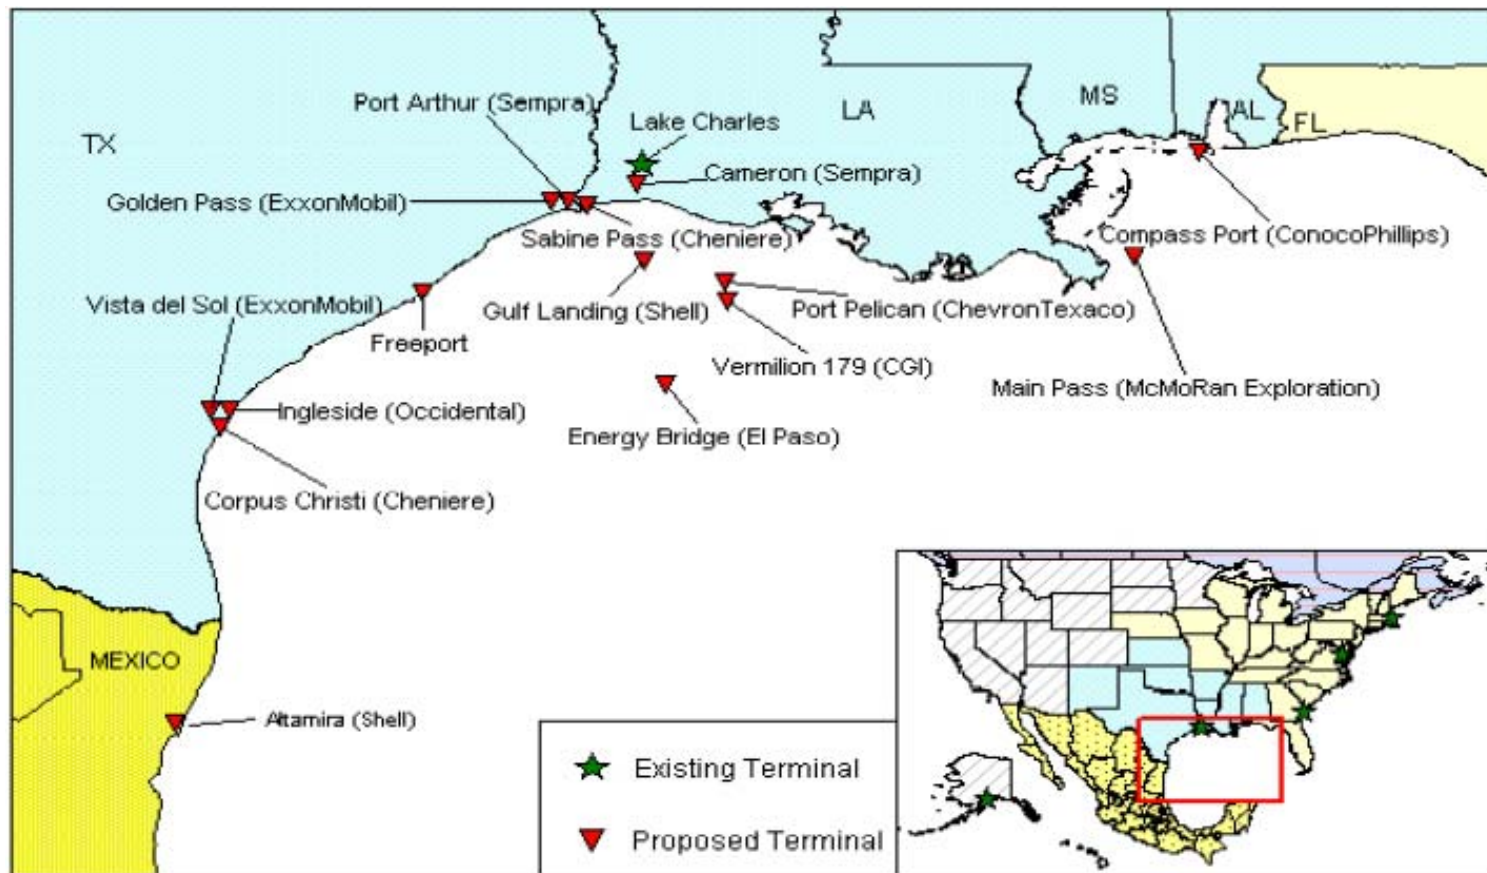 Port Arthur (Sempra)
Lake Charles
LA
MS
AL
FL
TX
Cameron (Sempra)
Golden Pass (ExxonMobil)
Sabine Pass (Cheniere)
Compass Port (ConocoPhillips)
Vista del Sol (ExxonMobil)
Gulf Landing (Shell)
Port Pelican (ChevronTexaco)
Freeport
Vermilion 179 (CGI)
Main Pass (McMoRan Exploration)
Ingleside (Occidental)
Energy Bridge (El Paso)
Corpus Christi (Cheniere)
MEXICO
Altamira (Shell)
Existing Terminal
Proposed Terminal